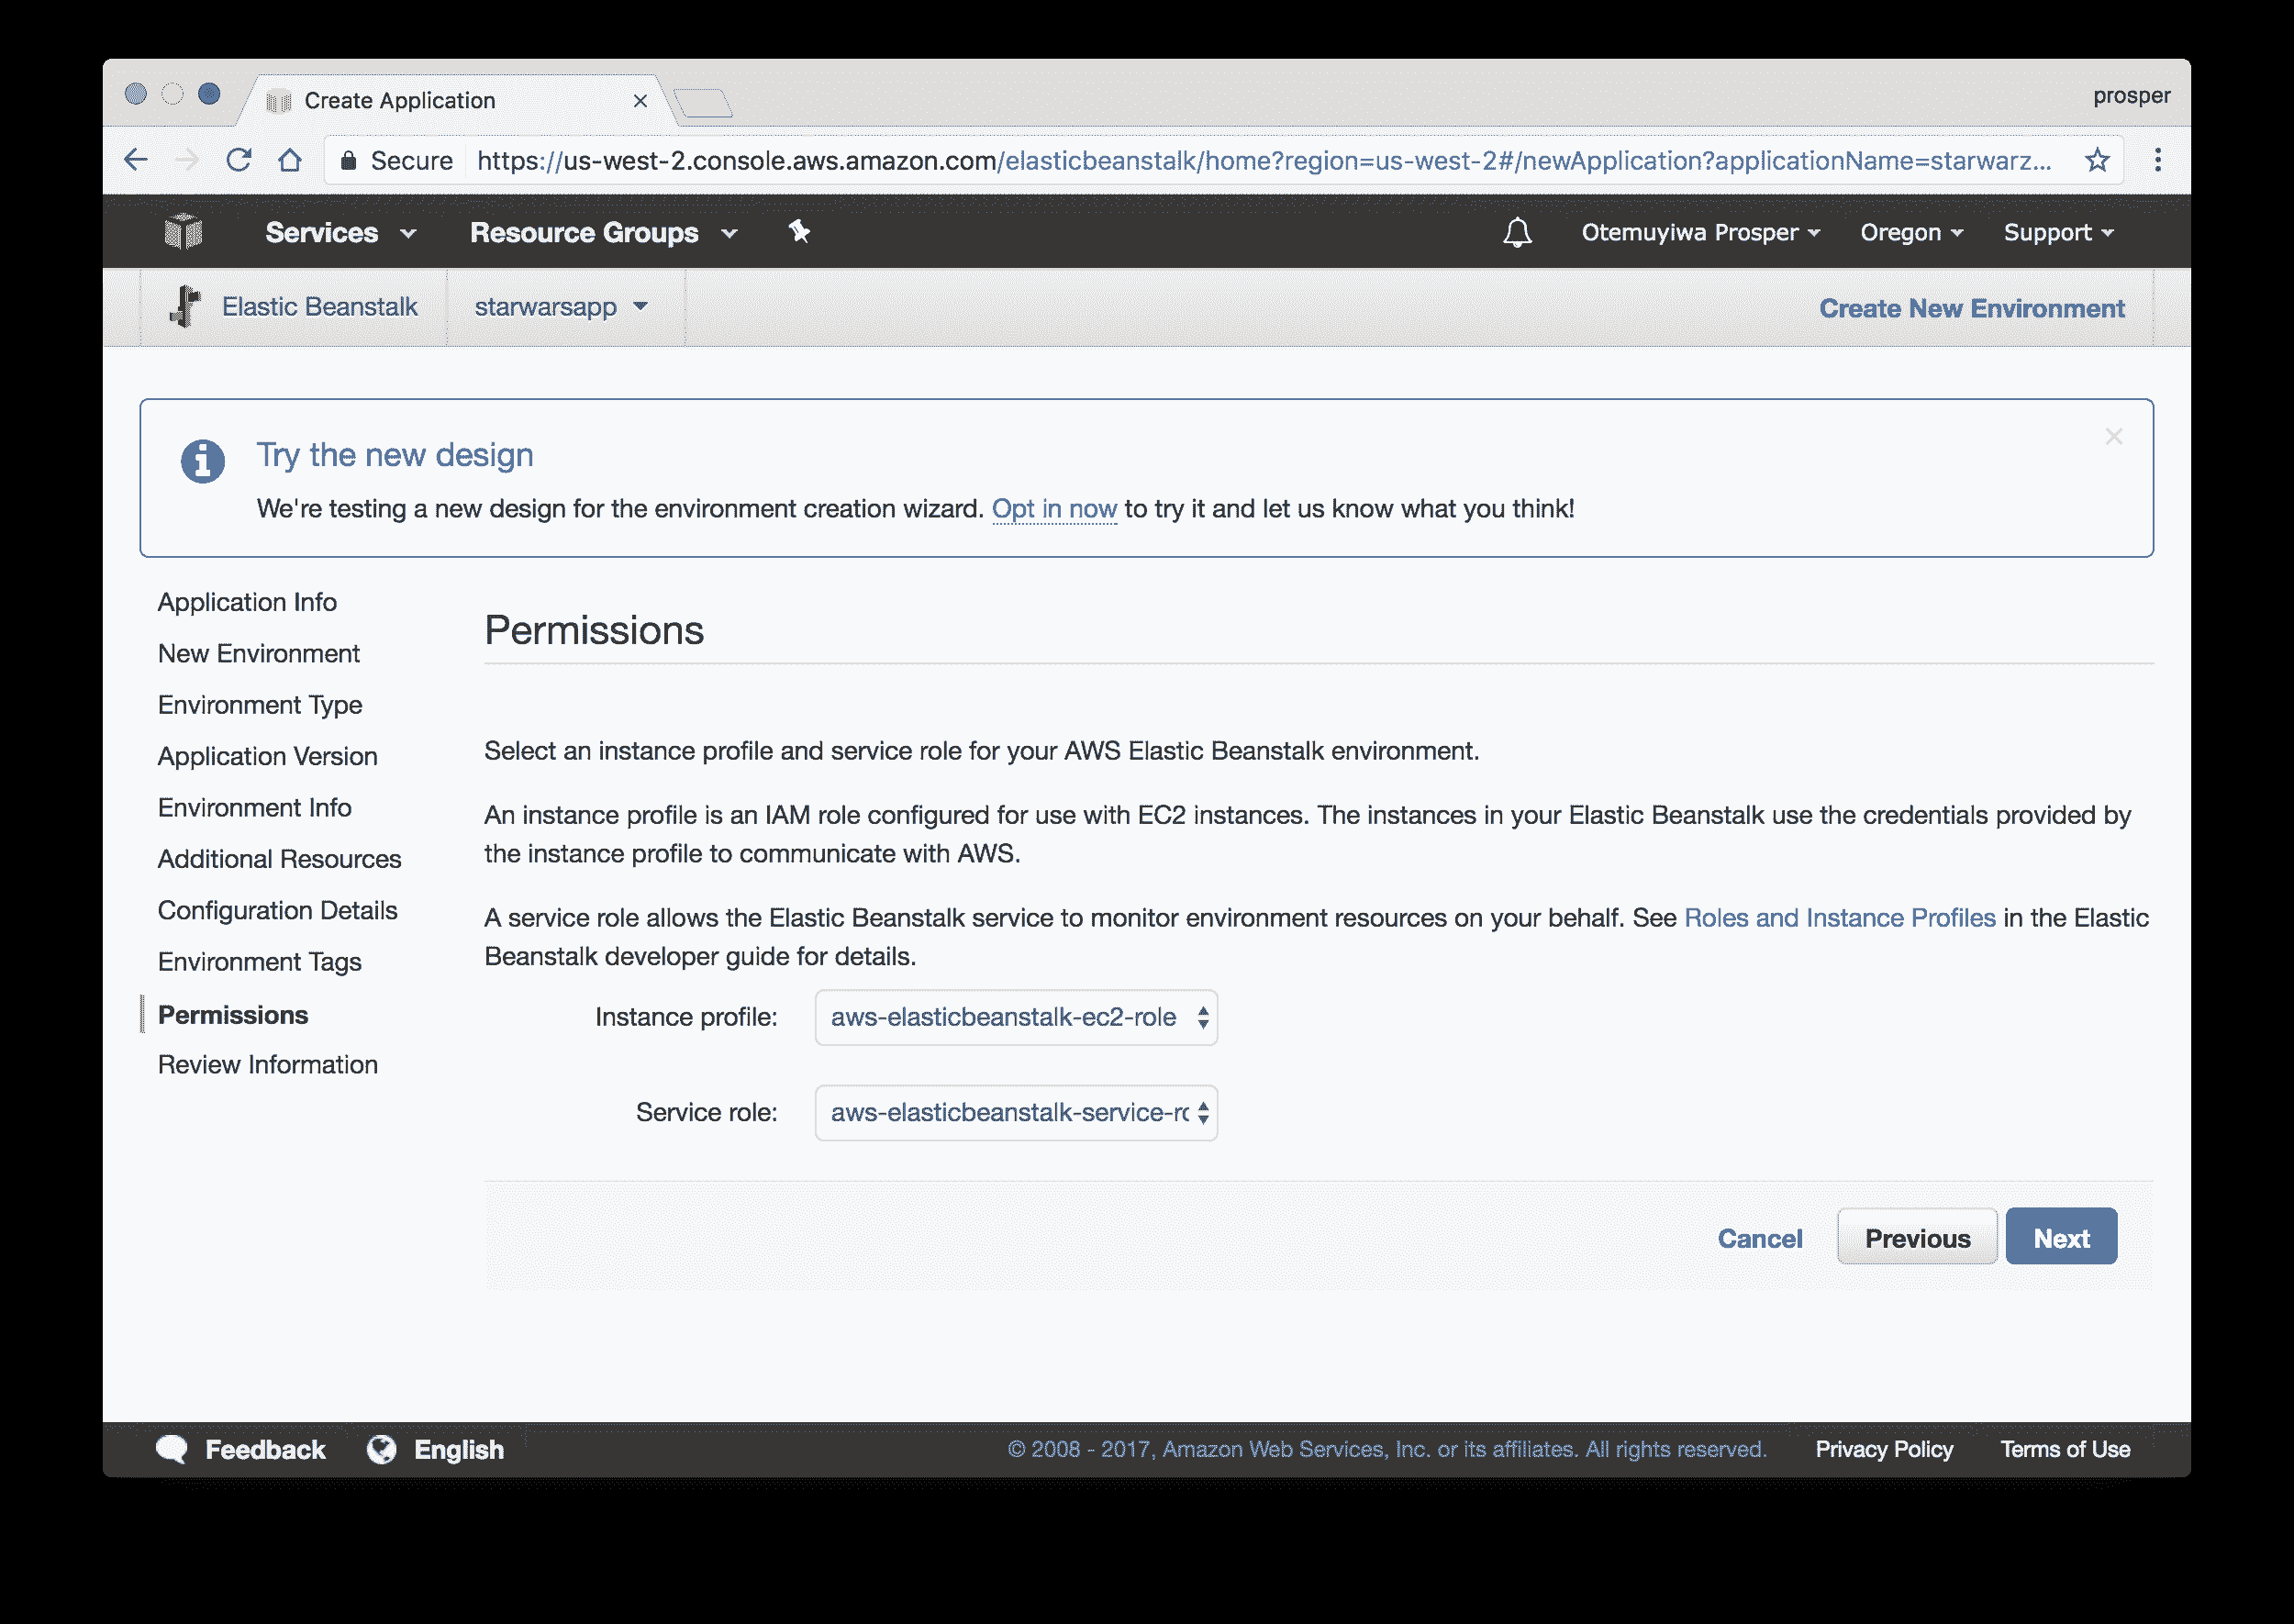 Create Application
prosper
Secure https://us-west-2.console.aws.amazon.com/elasticbeanstalk/home?region=us-west-2#/newApplication?applicationName=starwarz...
Services Resource Groups Otemuyiwa Prosper Oregon Support
Elastic Beanstalk starwarsapp Create New Environment
Try the new design
We're testing a new design for the environment creation wizard. Opt in now to try it and let us know what you think!
Application Info
New Environment
Environment Type
Application Version
Environment Info
Additional Resources
Configuration Details
Environment Tags
Permissions
Review Information
Permissions
Select an instance profile and service role for your AWS Elastic Beanstalk environment.
An instance profile is an IAM role configured for use with EC2 instances. The instances in your Elastic Beanstalk use the credentials provided by
the instance profile to communicate with AWS.
A service role allows the Elastic Beanstalk service to monitor environment resources on your behalf. See Roles and Instance Profiles in the Elastic
Beanstalk developer guide for details.
Instance profile: aws-elasticbeanstalk-ec2-role
Service role: aws-elasticbeanstalk-service-ro
Cancel Previous Next
Feedback English © 2008 - 2017, Amazon Web Services, Inc. or its affiliates. All rights reserved. Privacy Policy Terms of Use